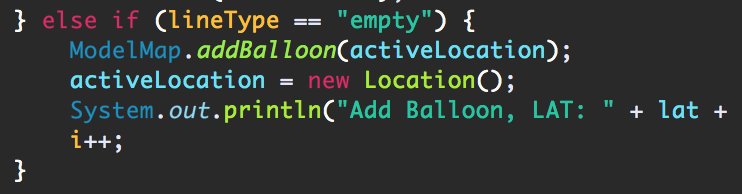 } else if (lineType == "empty") {
ModelMap.addBalloon(activeLocation);
activeLocation = new Location();
System.out.println("Add Balloon, LAT: " + lat +
i++;
}